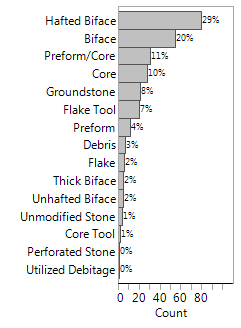 Hafted Biface 29%
Biface 20%
Preform/Core 11%
Core 10%
Groundstone 8%
Flake Tool 7%
Preform 4%
Debris 3%
Flake 2%
Thick Biface 2%
Unhafted Biface 2%
Unmodified Stone 1%
Core Tool 1%
Perforated Stone 0%
Utilized Debitage 0%
0 20 40 60 80
Count